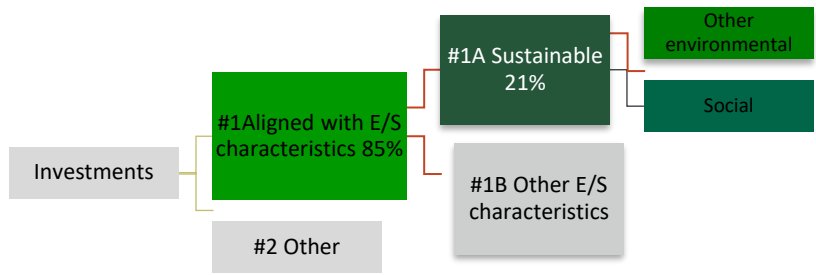 Investments
#1Aligned with E/S
characteristics 85%
#2 Other
#1A Sustainable
21%
#1B Other E/S
characteristics
Other
environmental
Social